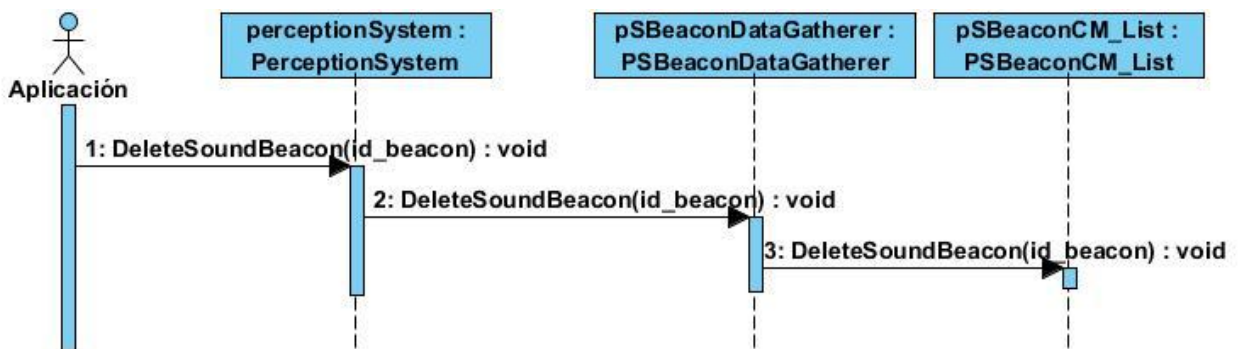 perceptionSystem :
PerceptionSystem
pSBeaconDataGatherer :
PSBeaconDataGatherer
pSBeaconCM_List :
PSBeaconCM_List
Aplicación
1: DeleteSoundBeacon(id_beacon) : void
2: DeleteSoundBeacon(id_beacon) : void
3: DeleteSoundBeacon(id_beacon) : void